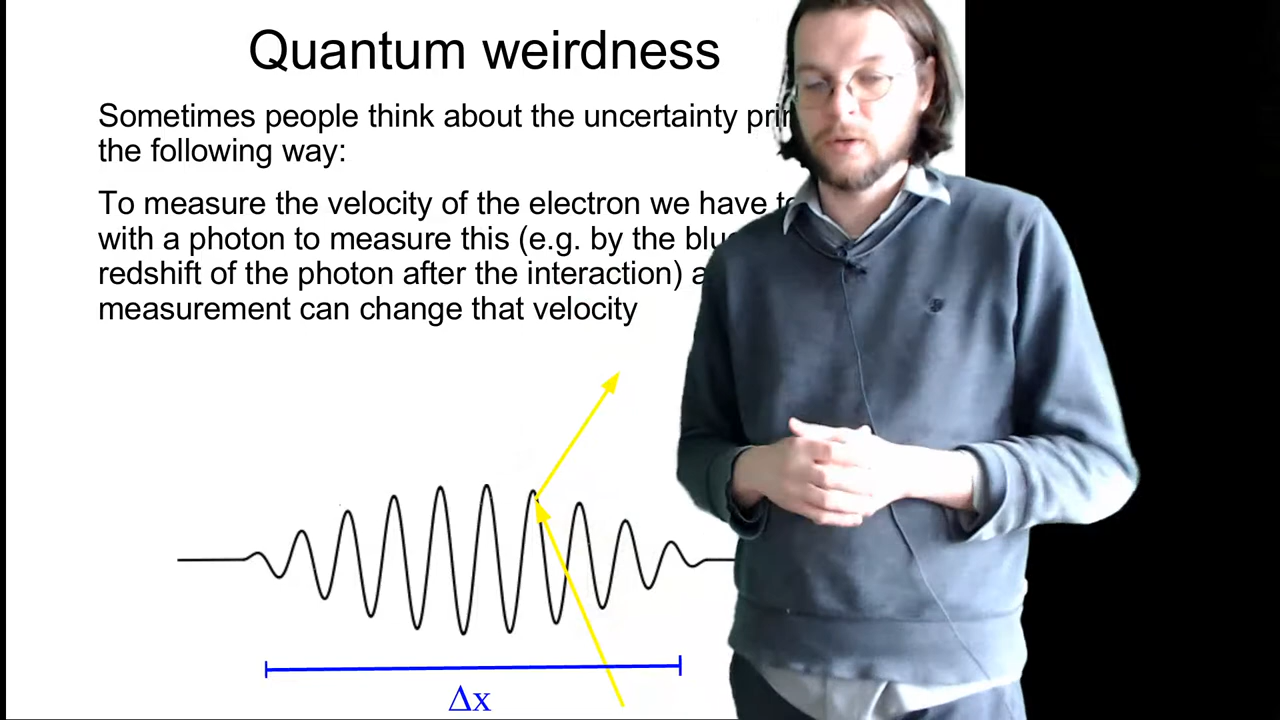 Quantum weirdness
Sometimes people think about the uncertainty
the following way:
To measure the velocity of the electron we have
with a photon to measure this (e.g. by the
redshift of the photon after the interaction)
measurement can change that velocity
Δx